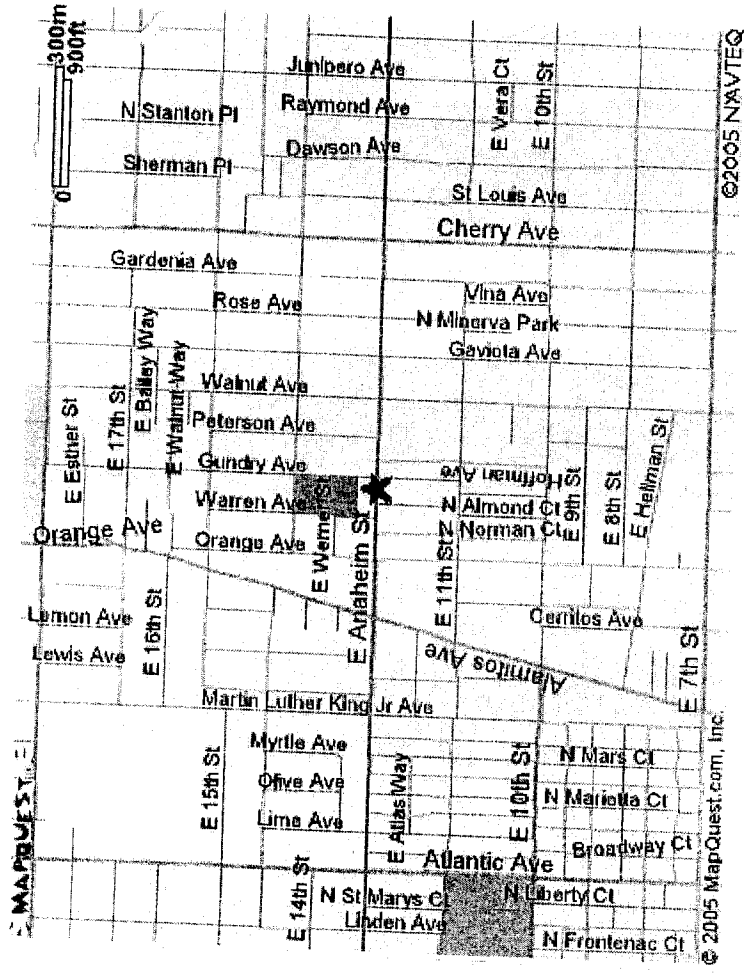 300m
900ft
0
Junipero Ave
Raymond Ave
Dawson Ave
N Stanton Pl
Sherman Pl
E Vera Ct
E 10th St
St Louis Ave
Cherry Ave
©2005 NAVTEQ
Gardenia Ave
Rose Ave
Vina Ave
N Minerva Park
Gaviota Ave
E Esther St
E 17th St
E Bailey Way
E Walnut Way
Walnut Ave
Peterson Ave
Gundry Ave
Warren Ave
Orange Ave
Orange Ave
E Werner St
E Anaheim St
Hoffman Ave
N Almond Ct
N Norman Ct
E 9th St
E 8th St
E Hellman St
E 11th St
Lemon Ave
Lewis Ave
E 16th St
Cerritos Ave
Alamitos Ave
E 7th St
Martin Luther King Jr Ave
Myrtle Ave
Olive Ave
Lime Ave
E 15th St
E Atlas Way
E 10th St
N Mars Ct
N Marietta Ct
Broadway Ct
Atlantic Ave
E 14th St
N St Marys Ct
Linden Ave
N Liberty Ct
N Frontenac Ct
MAPQUEST
© 2005 MapQuest.com, Inc.